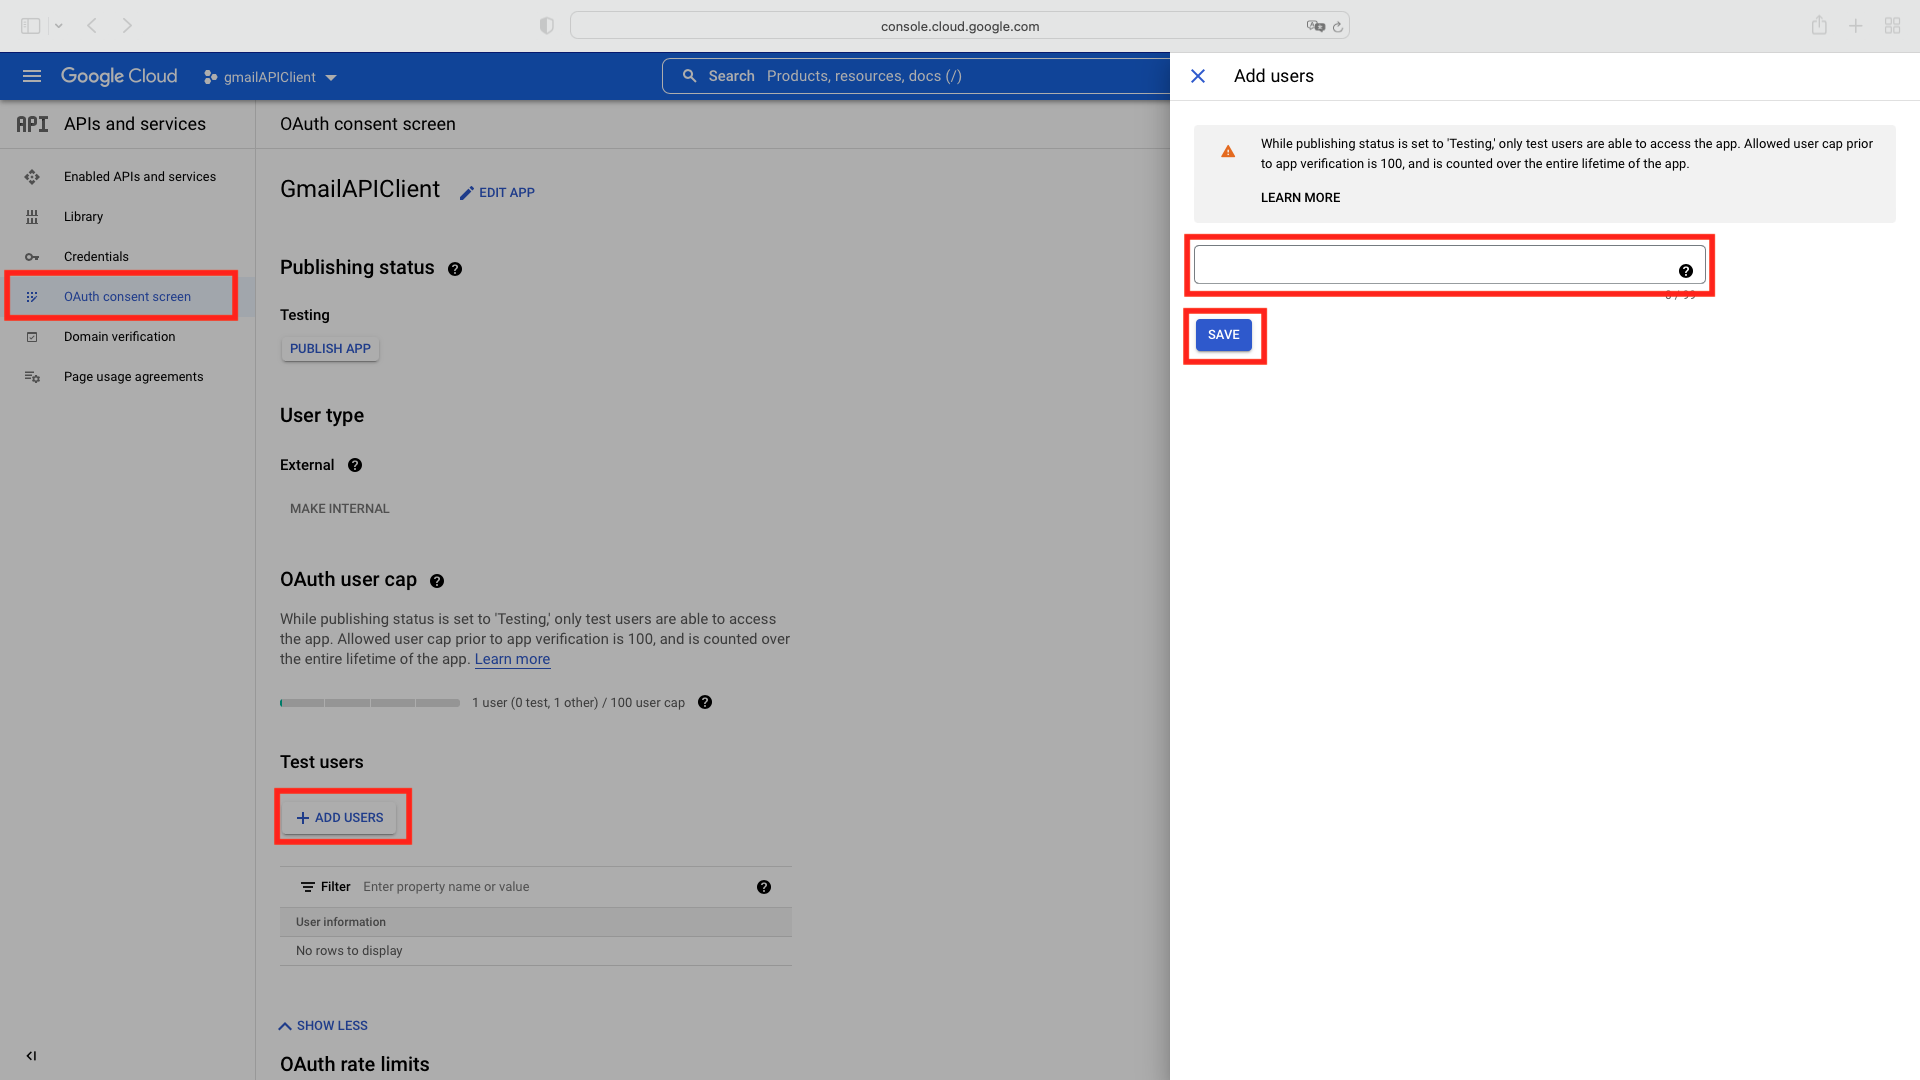 console.cloud.google.com
Google Cloud
gmailAPIClient
Search Products, resources, docs (/)
API APIs and services
Enabled APIs and services
Library
Credentials
OAuth consent screen
Domain verification
Page usage agreements
OAuth consent screen
GmailAPIClient
EDIT APP
Publishing status
Testing
PUBLISH APP
User type
External
MAKE INTERNAL
OAuth user cap
While publishing status is set to 'Testing,' only test users are able to access
the app. Allowed user cap prior to app verification is 100, and is counted over
the entire lifetime of the app. Learn more
1 user (0 test, 1 other) / 100 user cap
Test users
+ ADD USERS
Filter Enter property name or value
User information
No rows to display
SHOW LESS
OAuth rate limits
Add users
While publishing status is set to 'Testing,' only test users are able to access the app. Allowed user cap prior
to app verification is 100, and is counted over the entire lifetime of the app.
LEARN MORE
SAVE